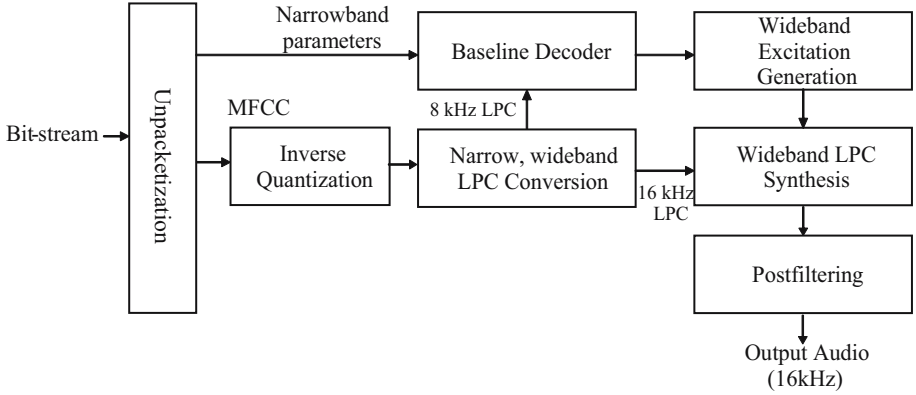 Narrowband
parameters
Baseline Decoder
Wideband
Excitation
Generation
Unpacketization
Bit-stream
MFCC
8 kHz LPC
Inverse
Quantization
Narrow, wideband
LPC Conversion
16 kHz
LPC
Wideband LPC
Synthesis
Postfiltering
Output Audio
(16kHz)